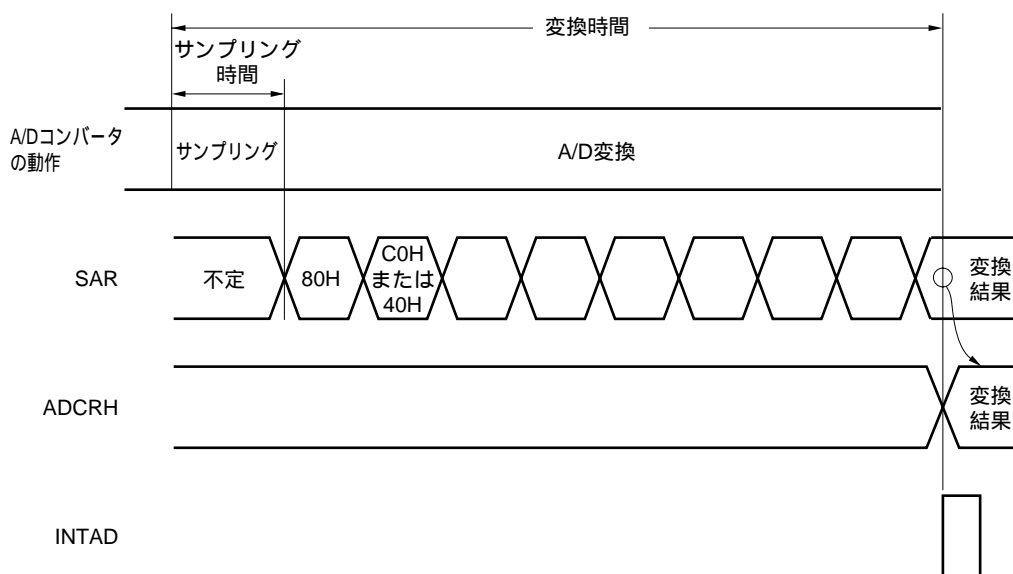 変換時間
サンプリング
時間
A/Dコンバータ
の動作
サンプリング
A/D変換
SAR
不定
80H
C0H
または
40H
変換
結果
ADCRH
変換
結果
INTAD